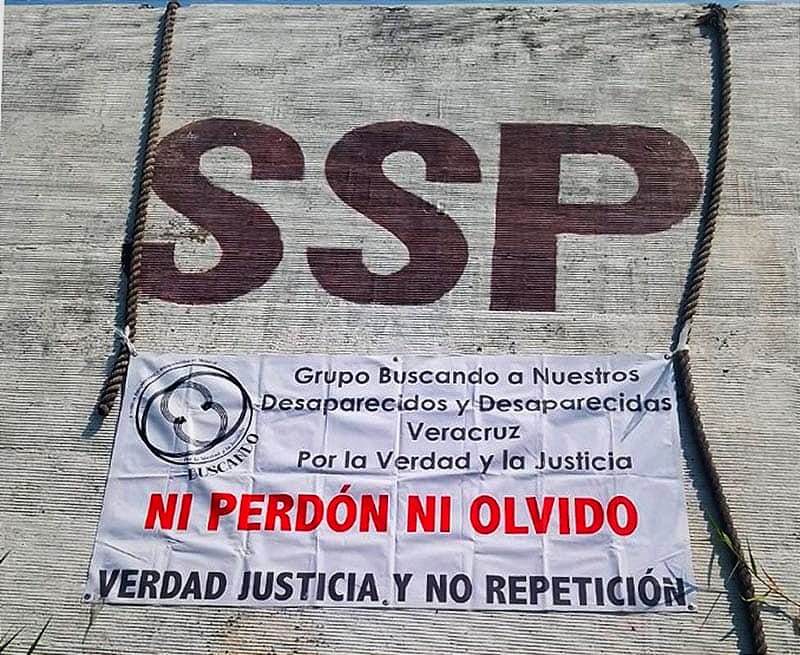 SSP
Grupo Buscando a Nuestros
Desaparecidos y Desaparecidas
Veracruz
Por la Verdad y la Justicia
BUSCANDO
NI PERDÓN NI OLVIDO
VERDAD JUSTICIA Y NO REPETICIÓN